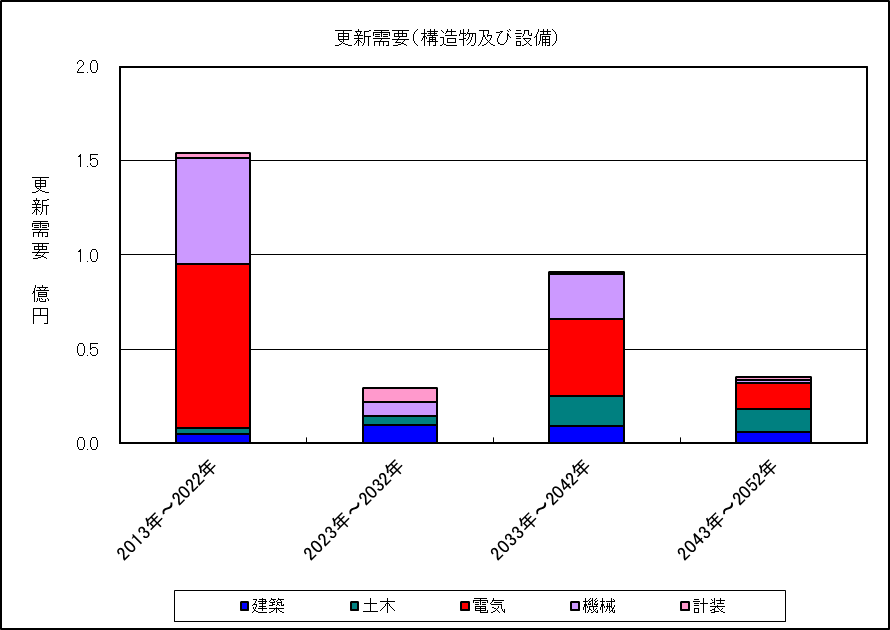 更新需要(構造物及び設備)
更新需要 億円
2.0
1.5
1.0
0.5
0.0
2013年～2022年
2023年～2032年
2033年～2042年
2043年～2052年
建築 土木 電気 機械 計装